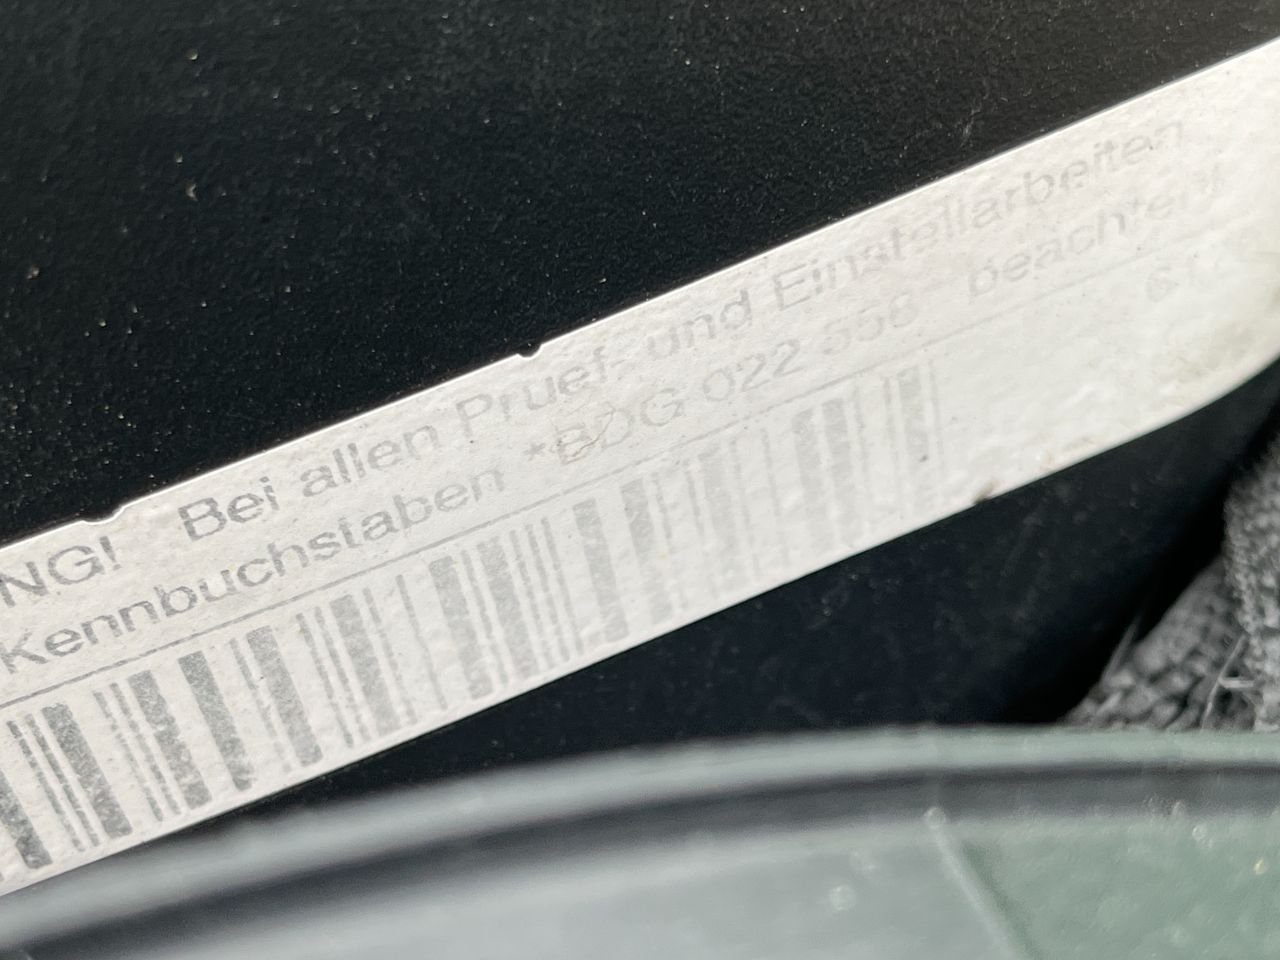 NG! Bei allen Pruef- und Einstellarbeiten
Kennbuchstaben *BDG 022 558 beachten!